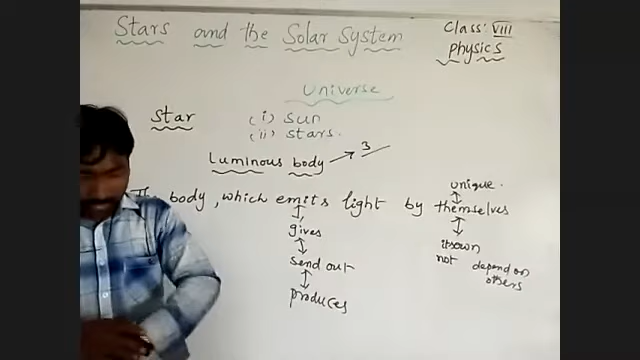 Stars and the Solar System
Class: VIII
Physics
Universe
Star
(i) Sun
(ii) stars.
Luminous body → 3
The body, which emits light by themselves
unique.
gives
send out
produces
itsown
not depend on
others